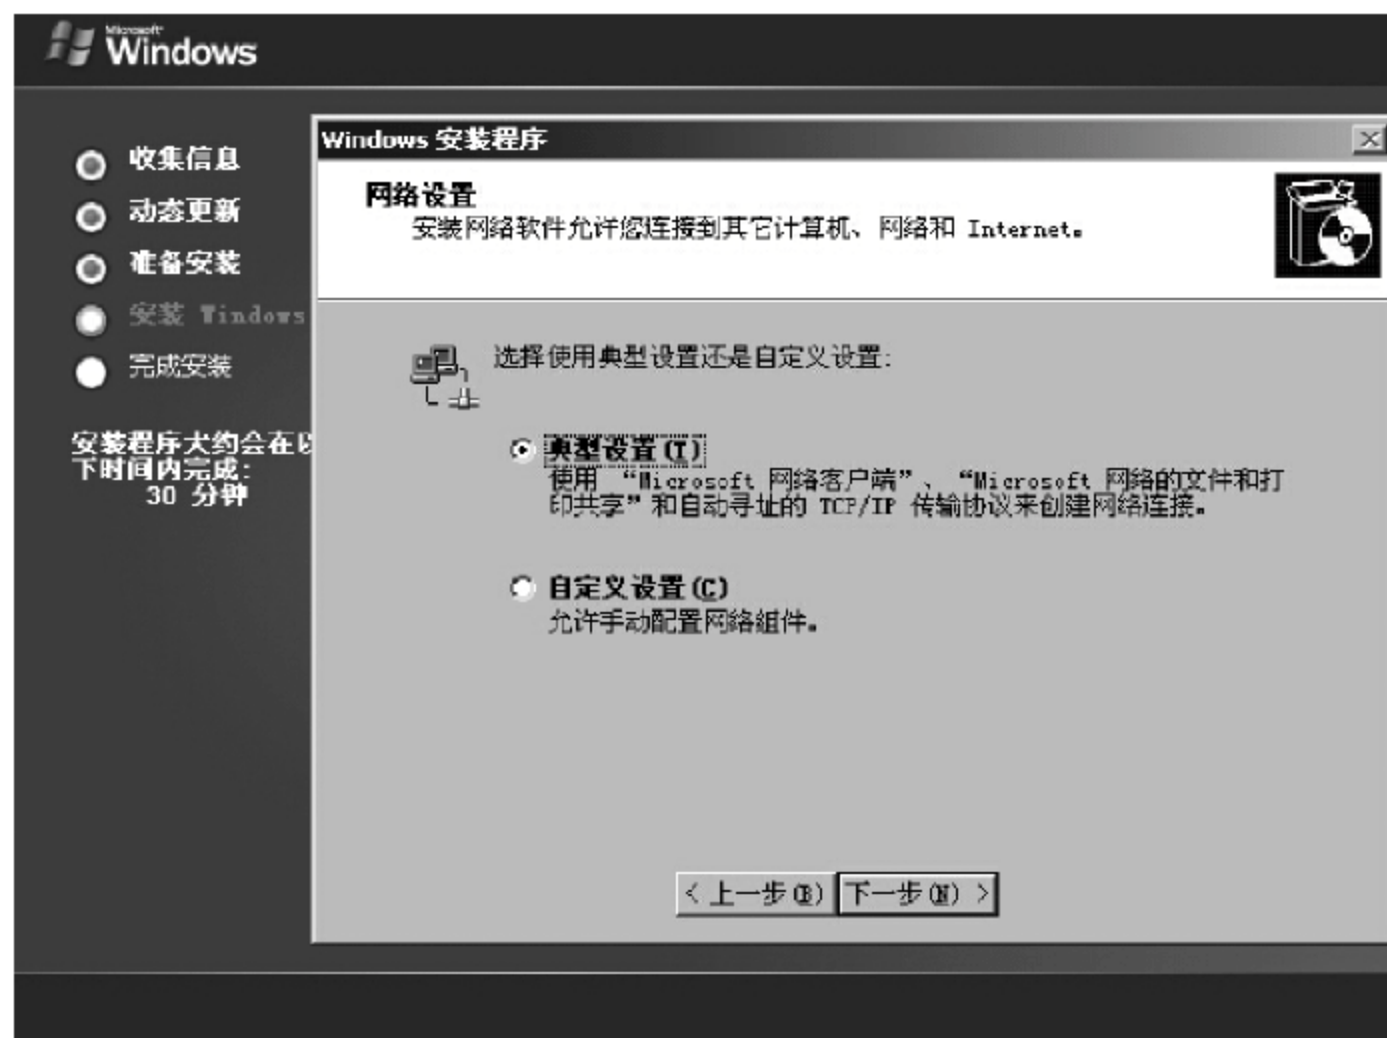 Microsoft
Windows
收集信息
动态更新
准备安装
安装 Windows
完成安装
安装程序大约会在以
下时间内完成:
30 分钟
Windows 安装程序
网络设置
安装网络软件允许您连接到其它计算机、网络和 Internet。
选择使用典型设置还是自定义设置:
典型设置(T)
使用 “Microsoft 网络客户端”、“Microsoft 网络的文件和打
印共享”和自动寻址的 TCP/IP 传输协议来创建网络连接。
自定义设置(C)
允许手动配置网络组件。
< 上一步(B)
下一步(N) >